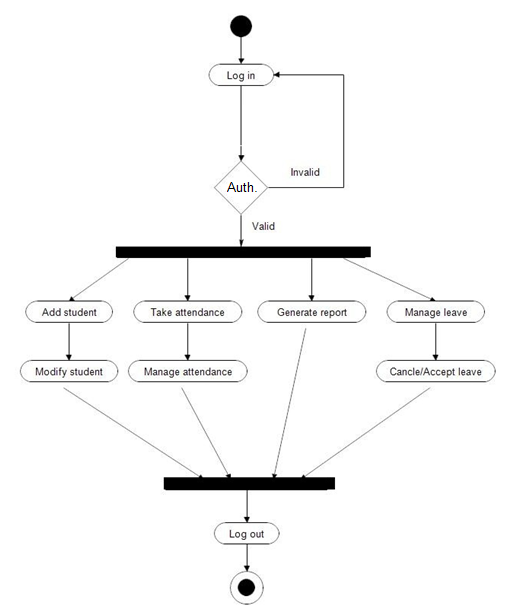 Log in
Invalid
Auth.
Valid
Add student
Take attendance
Generate report
Manage leave
Modify student
Manage attendance
Cancle/Accept leave
Log out